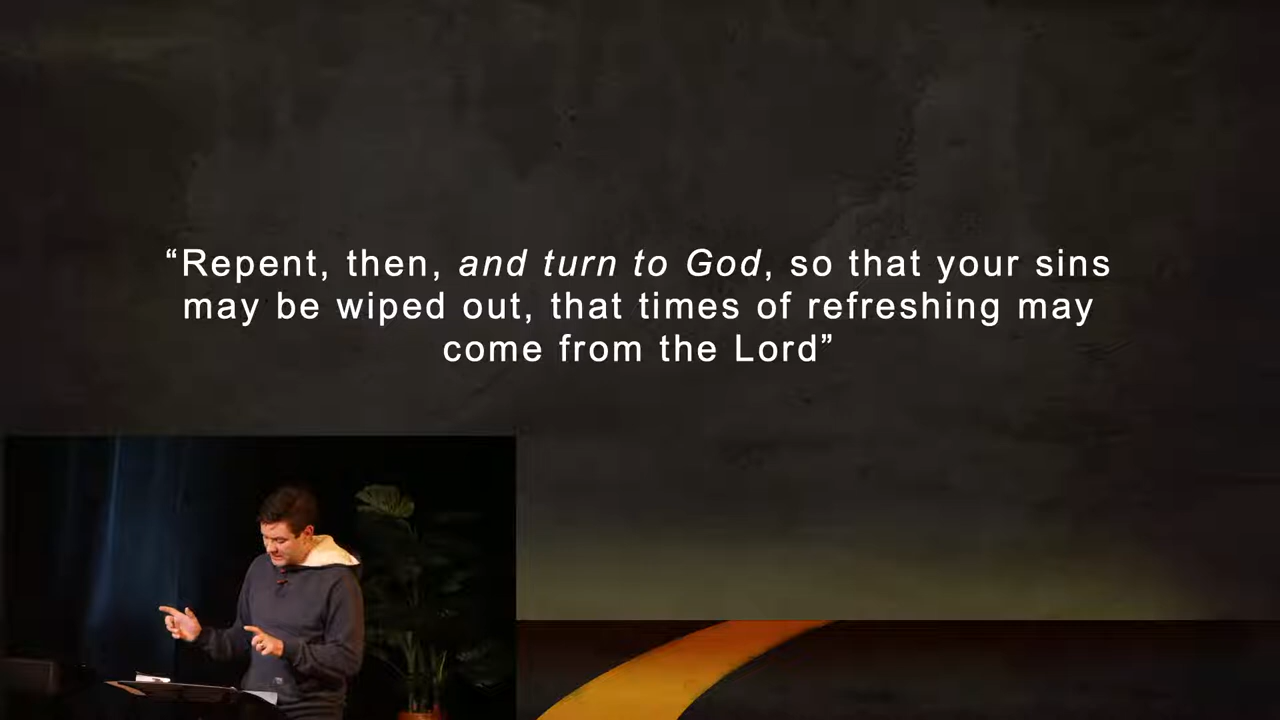 “Repent, then, and turn to God, so that your sins
may be wiped out, that times of refreshing may
come from the Lord”